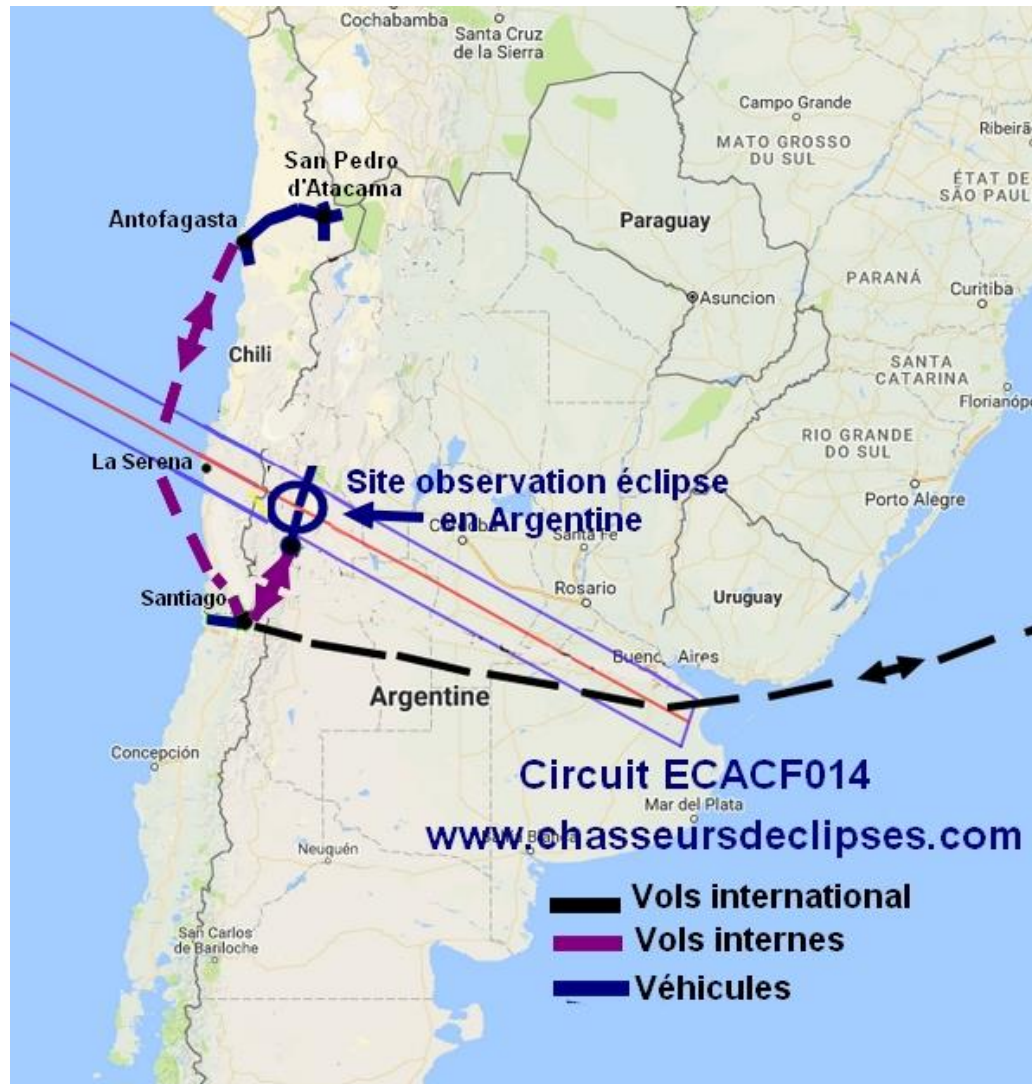 Cochabamba
Santa Cruz
de la Sierra
Campo Grande
MATO GROSSO
DU SUL
Ribeirã
ÉTAT DE
SÃO PAUL
San Pedro
d'Atacama
Antofagasta
Paraguay
PARANÁ
Asuncion
Curitiba
Chili
SANTA
CATARINA
Florianóp
RIO GRANDE
DO SUL
La Serena
Site observation éclipse
en Argentine
Porto Alegre
Santa Fe
Rosario
Santiago
Uruguay
Aires
Argentine
Concepción
Circuit ECACF014
Mar del Plata
www.chasseursdeclipses.com
Neuquén
Vols international
San Carlos
de Bariloche
Vols internes
Véhicules